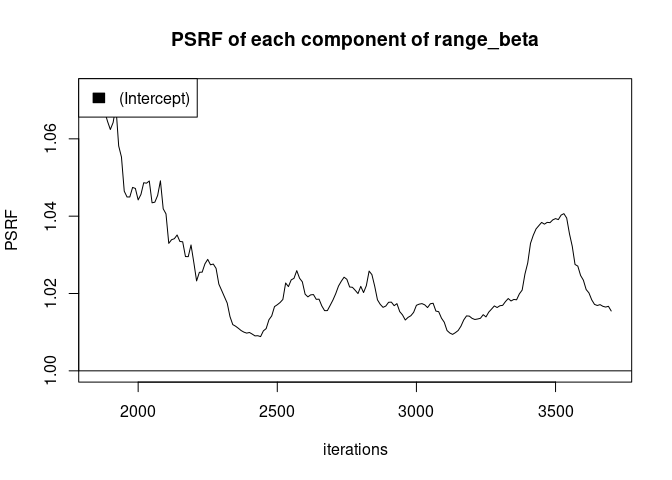 PSRF of each component of range_beta
(Intercept)
PSRF
1.06
1.04
1.02
1.00
2000 2500 3000 3500
iterations